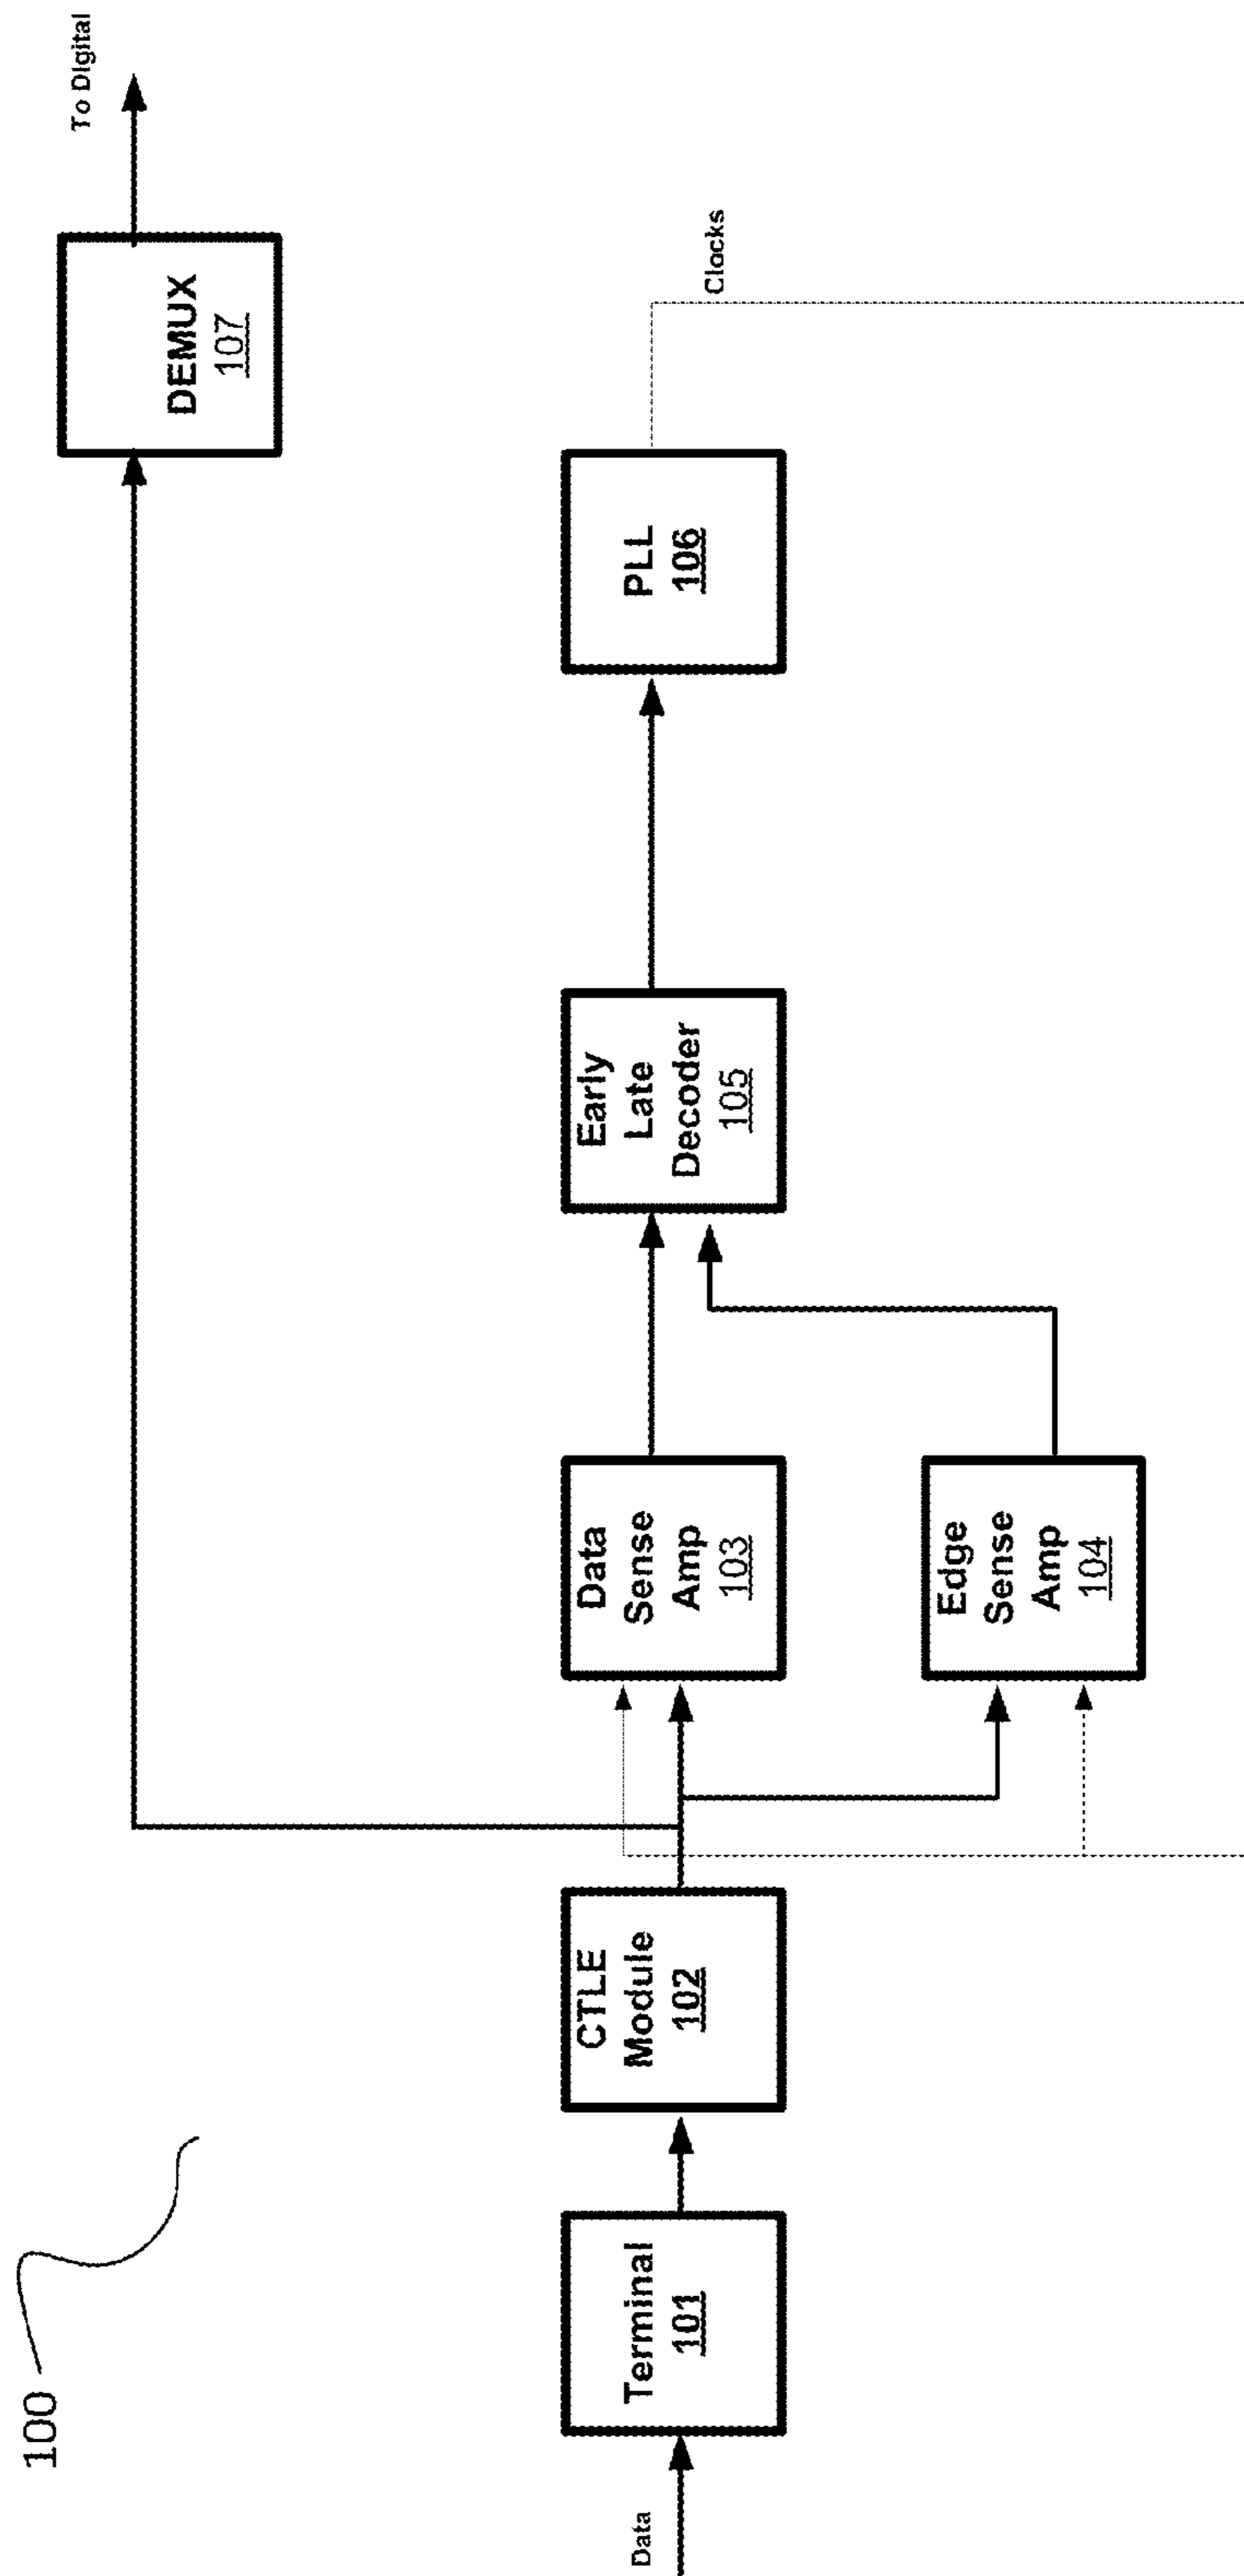 100
To Digital
DEMUX
107
Data
Terminal
101
CTLE
Module
102
Data
Sense
Amp
103
Early
Late
Decoder
105
PLL
106
Clocks
Edge
Sense
Amp
104